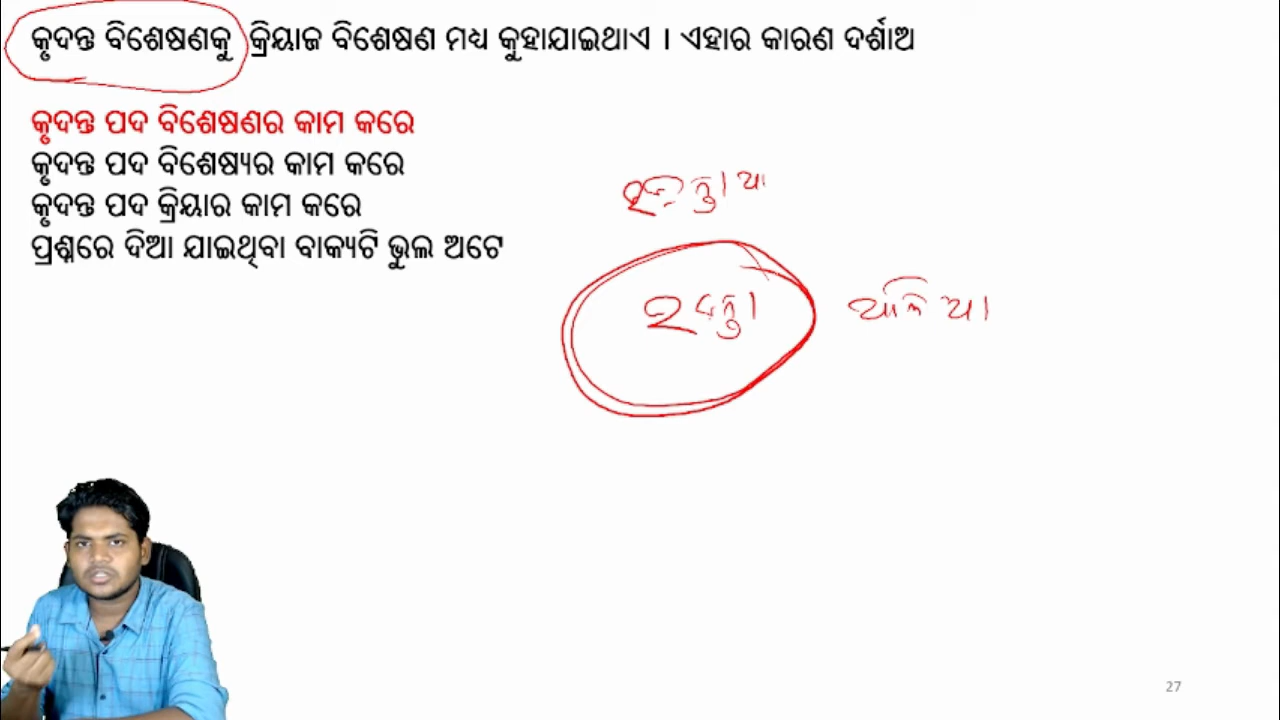 କୃଦନ୍ତ ବିଶେଷଣକୁ କ୍ରିୟାଜ ବିଶେଷଣ ମଧ୍ୟ କୁହାଯାଇଥାଏ । ଏହାର କାରଣ ଦର୍ଶାଅ
କୃଦନ୍ତ ପଦ ବିଶେଷଣର କାମ କରେ
କୃଦନ୍ତ ପଦ ବିଶେଷ୍ୟର କାମ କରେ
କୃଦନ୍ତ ପଦ କ୍ରିୟାର କାମ କରେ
ପ୍ରଶ୍ନରେ ଦିଆ ଯାଇଥିବା ବାକ୍ୟଟି ଭୁଲ ଅଟେ
27